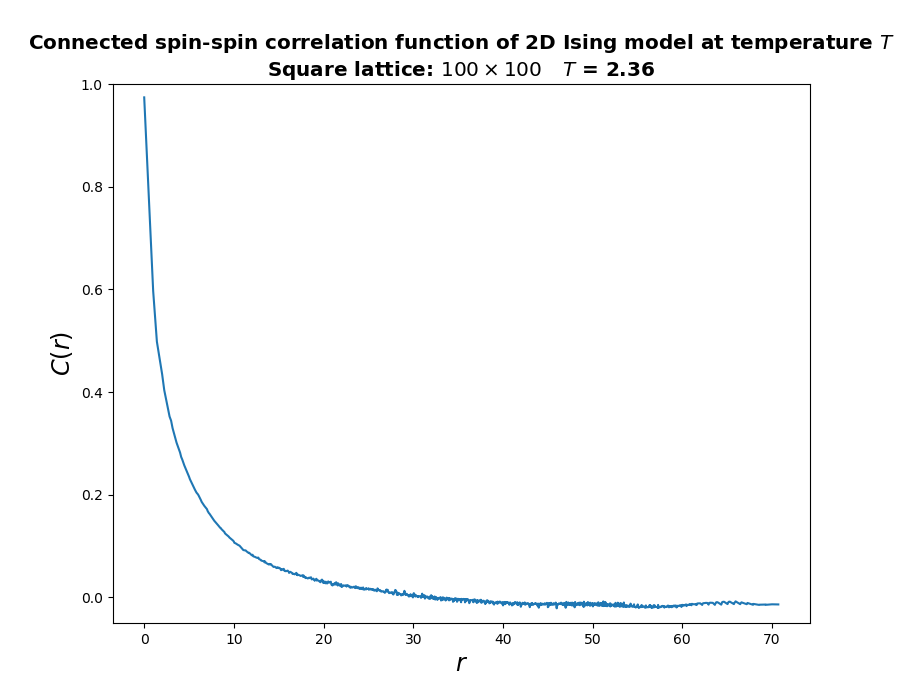 Connected spin-spin correlation function of 2D Ising model at temperature T
Square lattice: 100 × 100 T = 2.36
1.0
0.8
0.6
0.4
0.2
0.0
C(r)
0 10 20 30 40 50 60 70
r